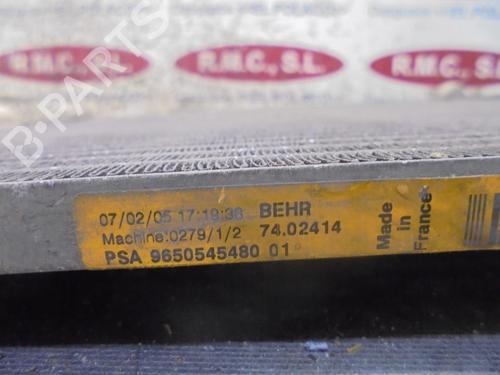 R.M.C., S.L.
R.M.C., S.L.
R.M.C., S.L.
B-PARTS
07/02/05 17:19:38 BEHR
Machine:0279/1/2 74.02414
PSA 9650545480 01
Made
in
France